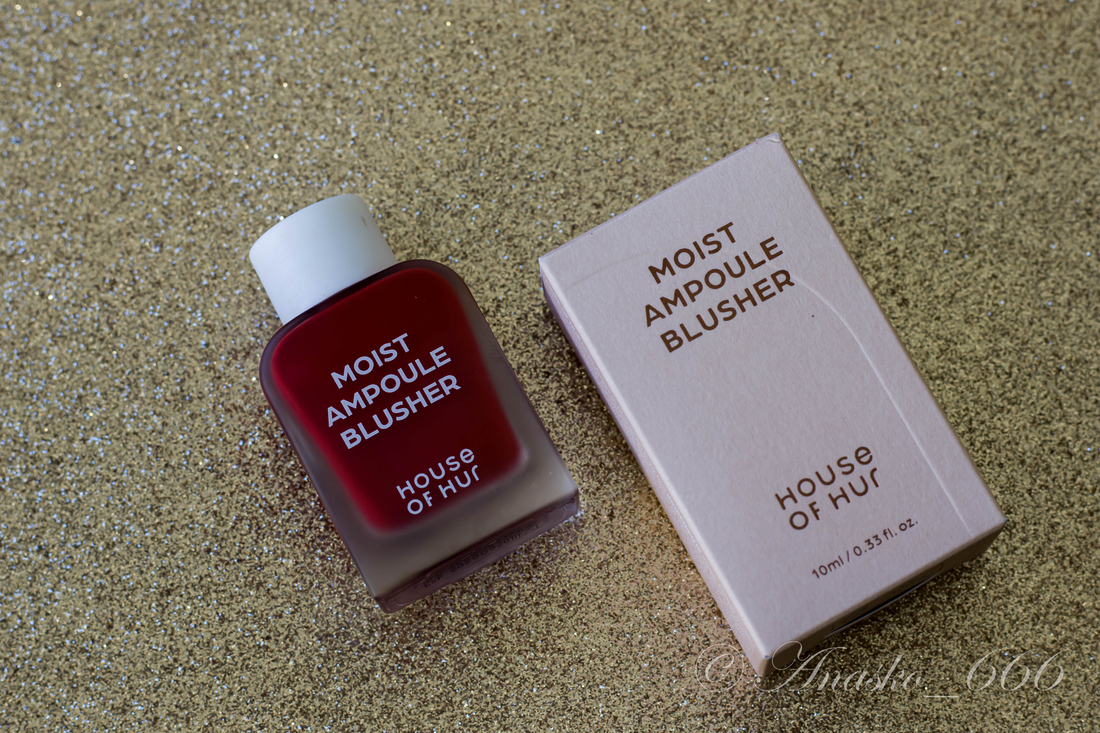 MOIST
AMPOULE
BLUSHER
HOUSE
OF HUR
MOIST
AMPOULE
BLUSHER
HOUSE
OF HUR
10ml / 0.33 fl. oz.
© Anasko_666